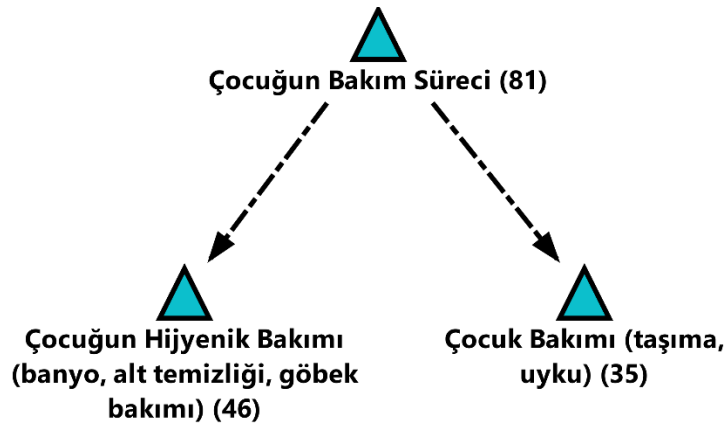 Çocuğun Bakım Süreci (81)
Çocuğun Hijyenik Bakımı
(banyo, alt temizliği, göbek
bakımı) (46)
Çocuk Bakımı (taşıma,
uyku) (35)